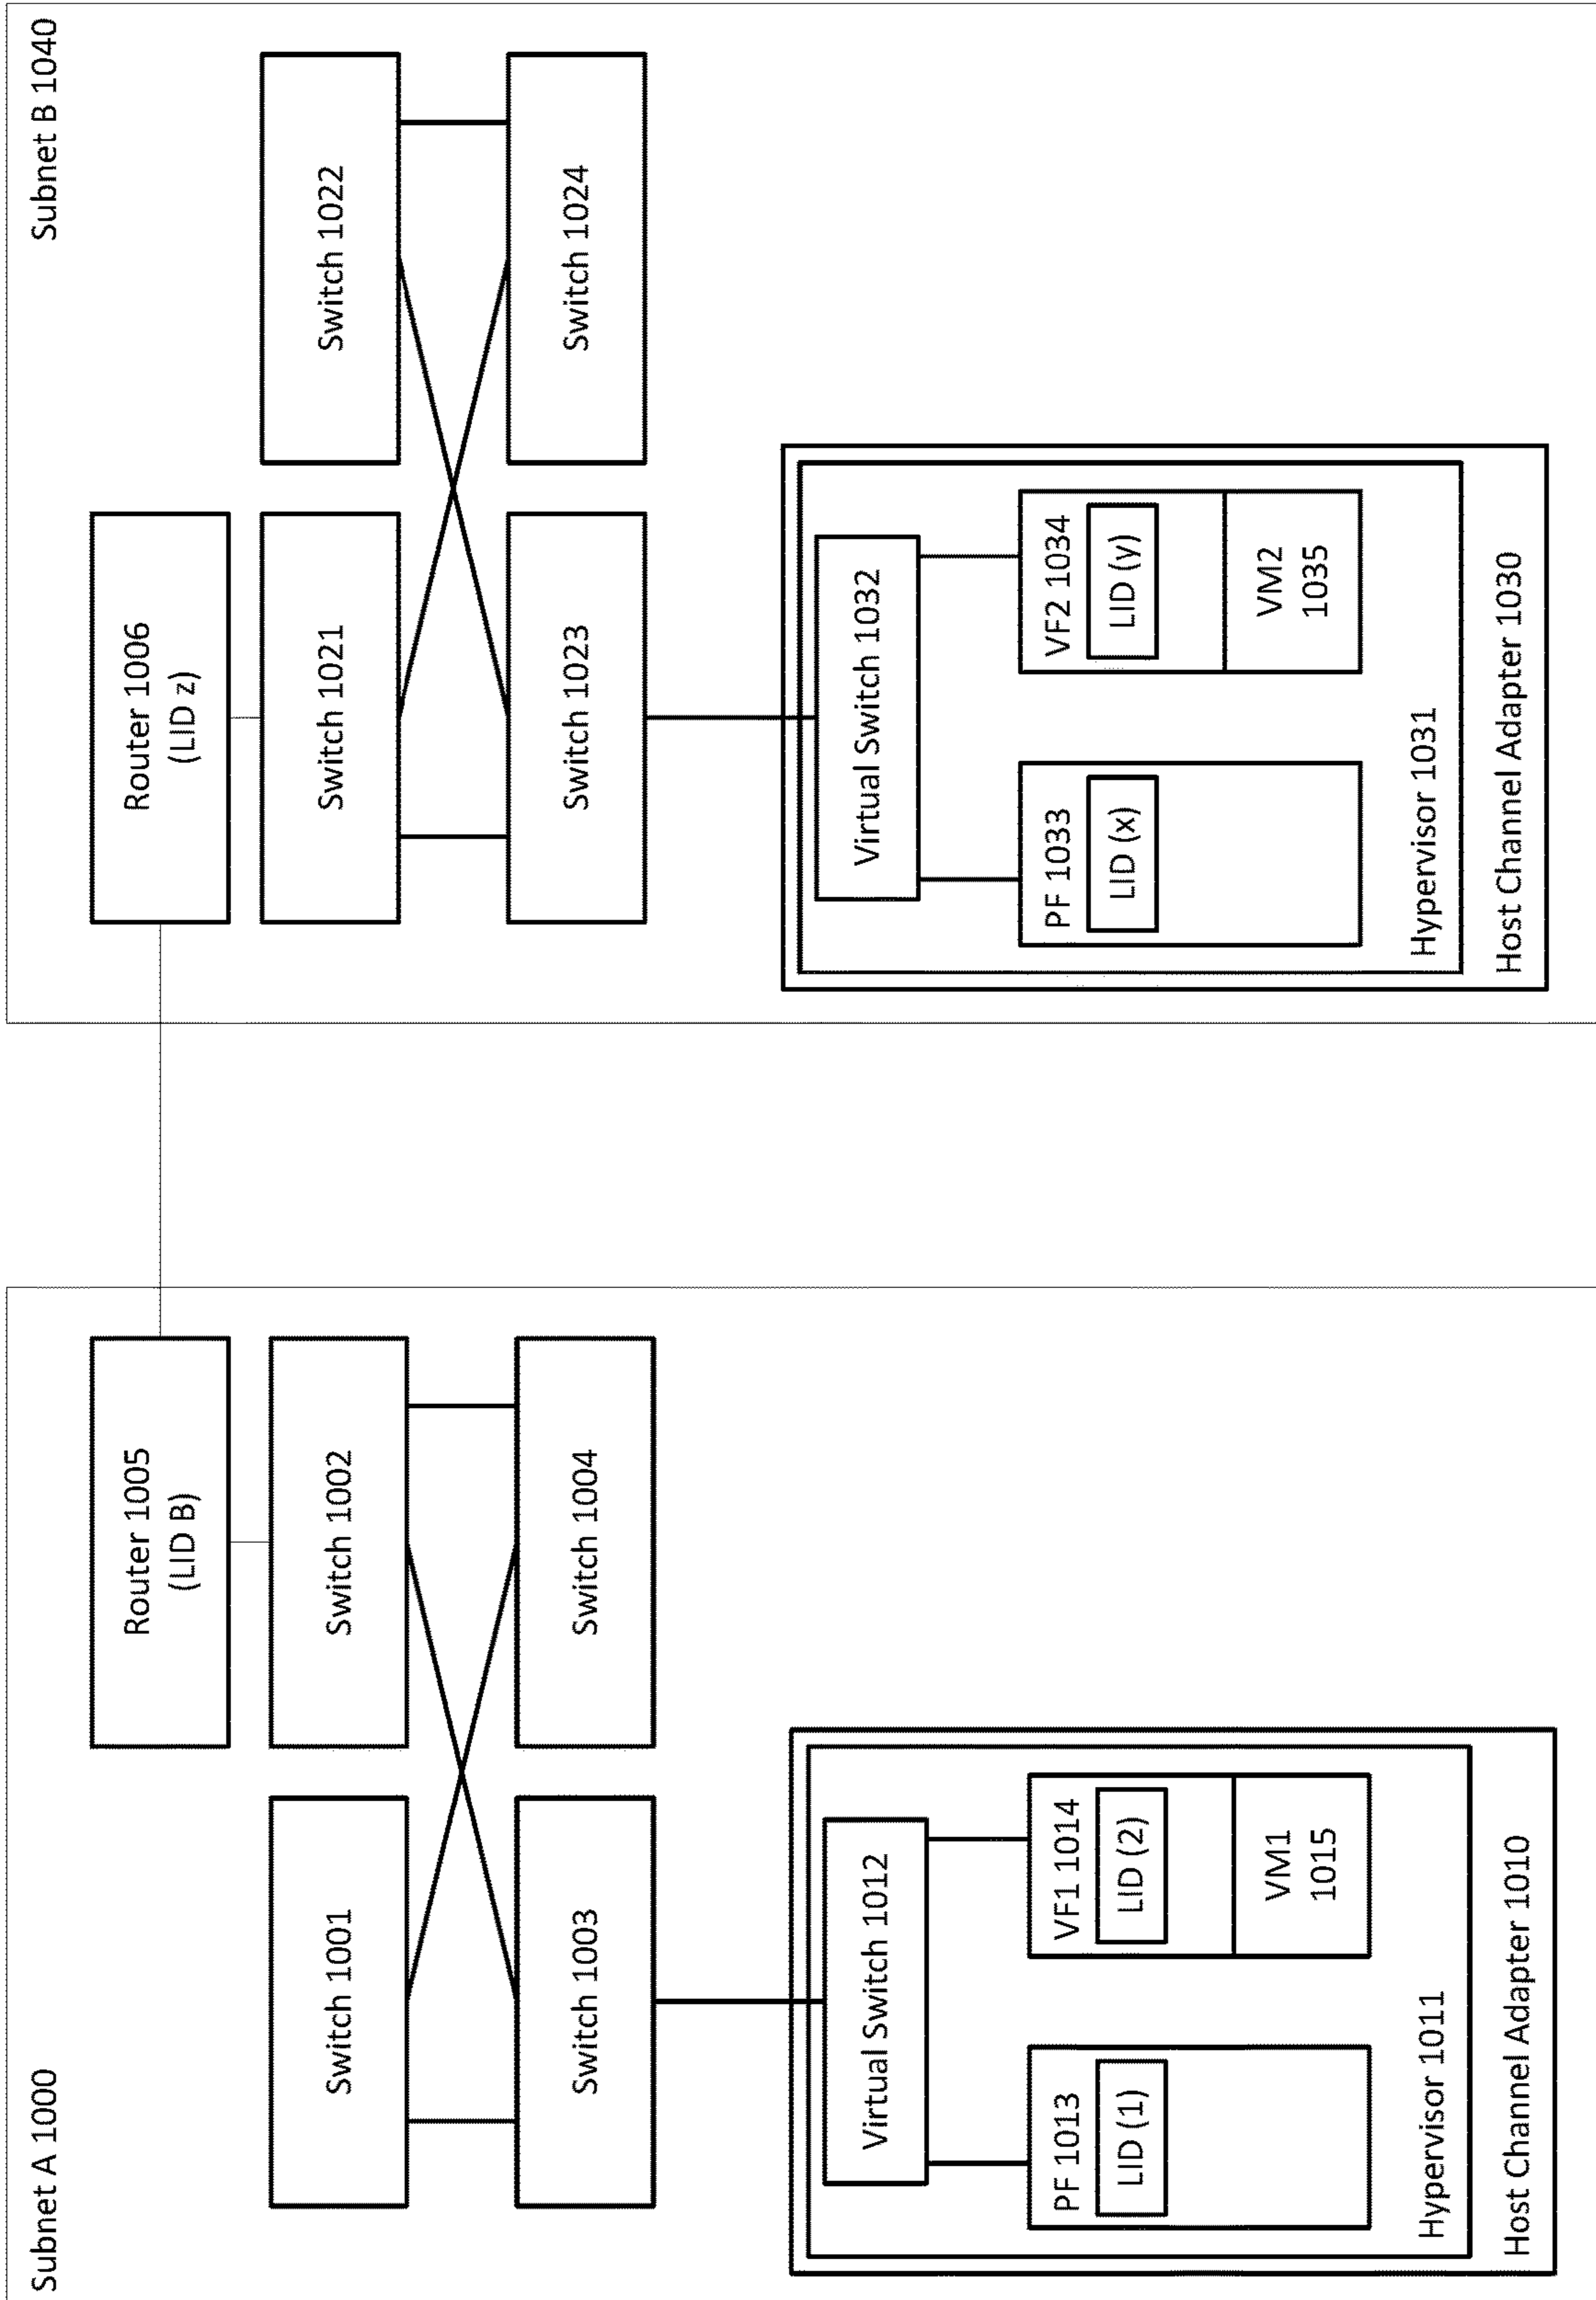 Subnet A 1000
Router 1005
(LID B)
Switch 1001
Switch 1002
Switch 1003
Switch 1004
Virtual Switch 1012
PF 1013
LID (1)
VF1 1014
LID (2)
VM1
1015
Hypervisor 1011
Host Channel Adapter 1010
Subnet B 1040
Router 1006
(LID z)
Switch 1021
Switch 1022
Switch 1023
Switch 1024
Virtual Switch 1032
PF 1033
LID (x)
VF2 1034
LID (y)
VM2
1035
Hypervisor 1031
Host Channel Adapter 1030